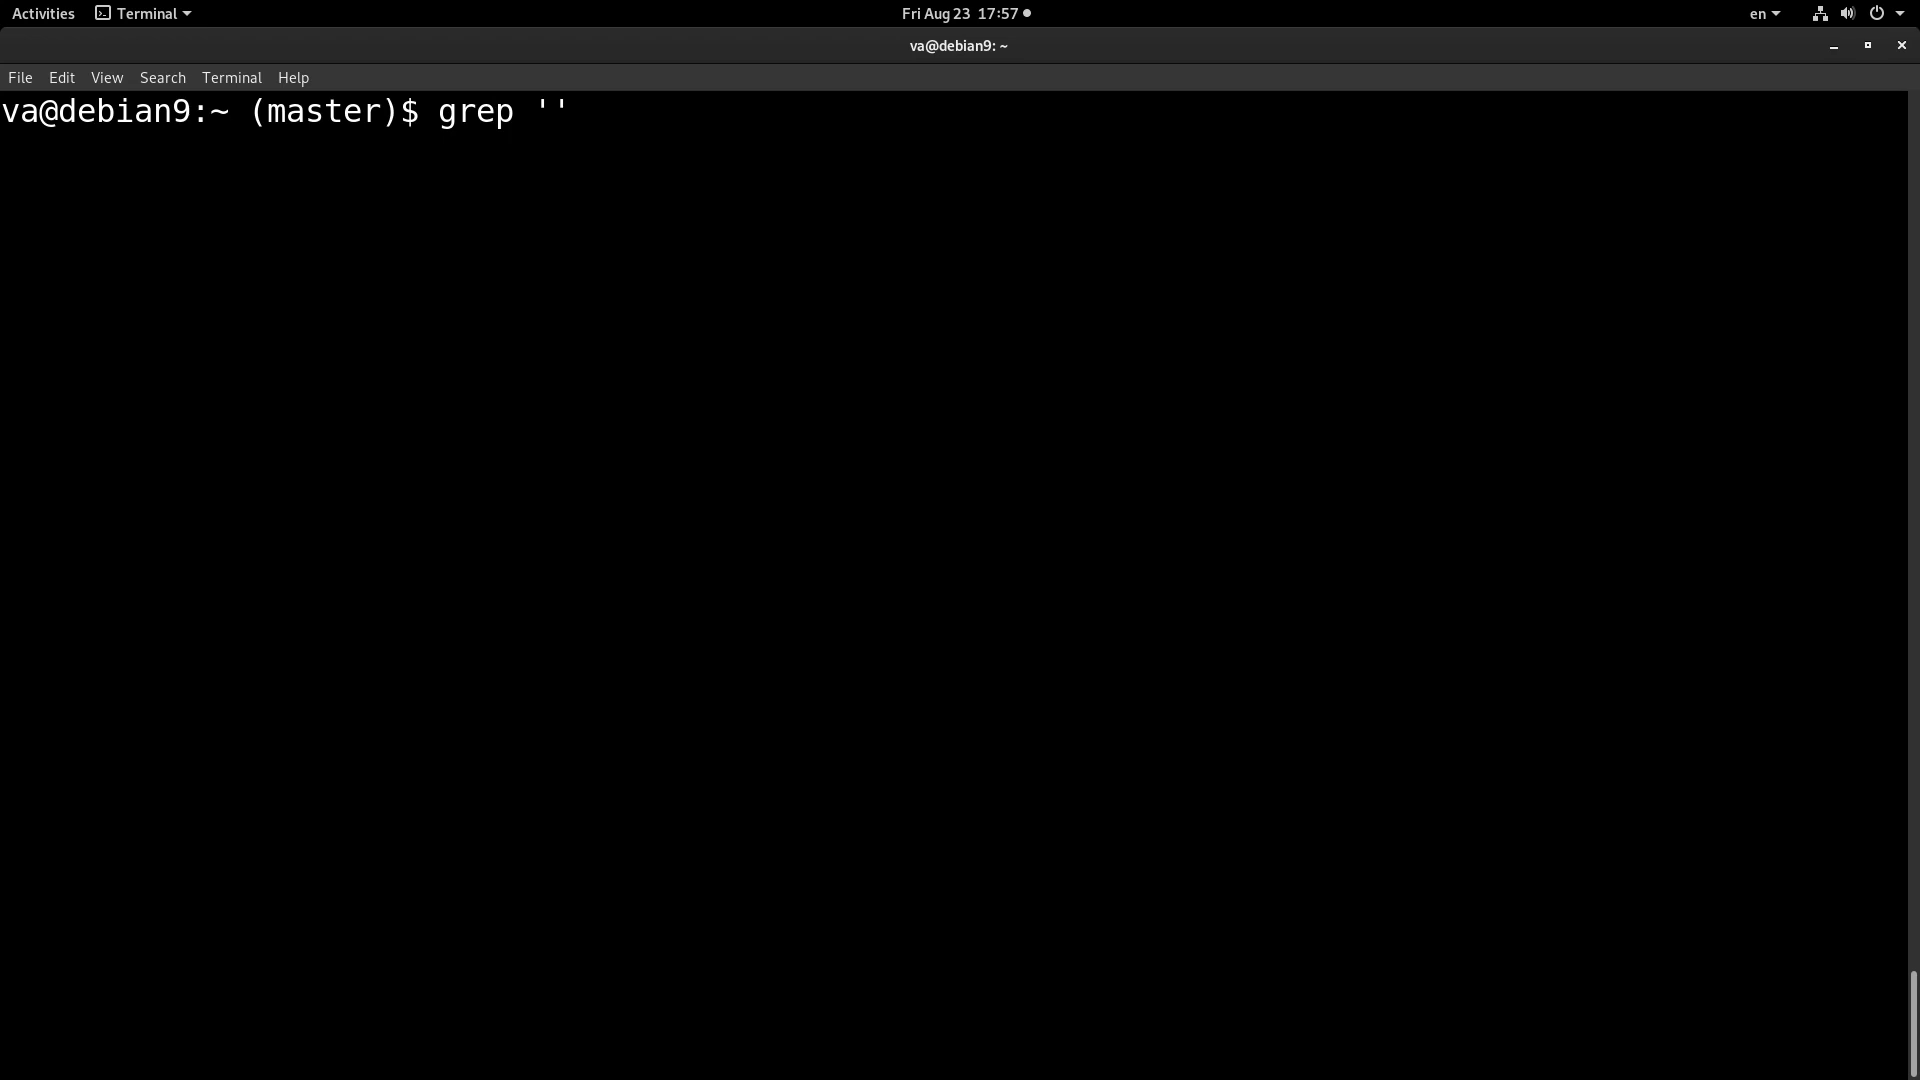 Activities Terminal Fri Aug 23 17:57 en
va@debian9: ~
File Edit View Search Terminal Help
va@debian9:~ (master)$ grep ''